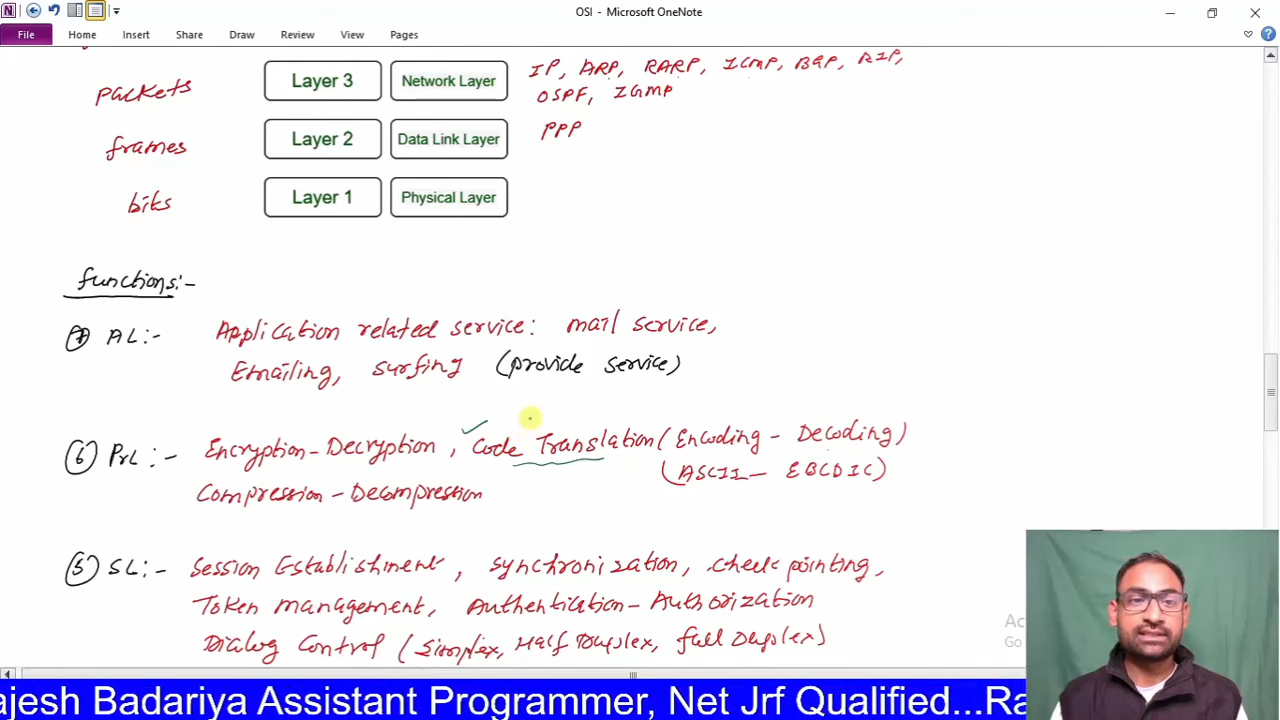 OSI - Microsoft OneNote
File Home Insert Share Draw Review View Pages
packets Layer 3 Network Layer IP, ARP, RARP, ICMP, BGP, RIP,
OSPF, IGMP
frames Layer 2 Data Link Layer PPP
bits Layer 1 Physical Layer
functions:-
⑦ AL:- Application related service: mail service,
Emailing, surfing (provide service)
⑥ PrL:- Encryption-Decryption, Code Translation (Encoding - Decoding)
(ASCII - EBCDIC)
Compression - Decompression
⑤ SL:- Session Establishment, synchronization, check pointing,
Token management, Authentication - Authorization
Dialog Control (simplex, Half Duplex, full Duplex)
Ac
Go
ajesh Badariya Assistant Programmer, Net Jrf Qualified...Ra